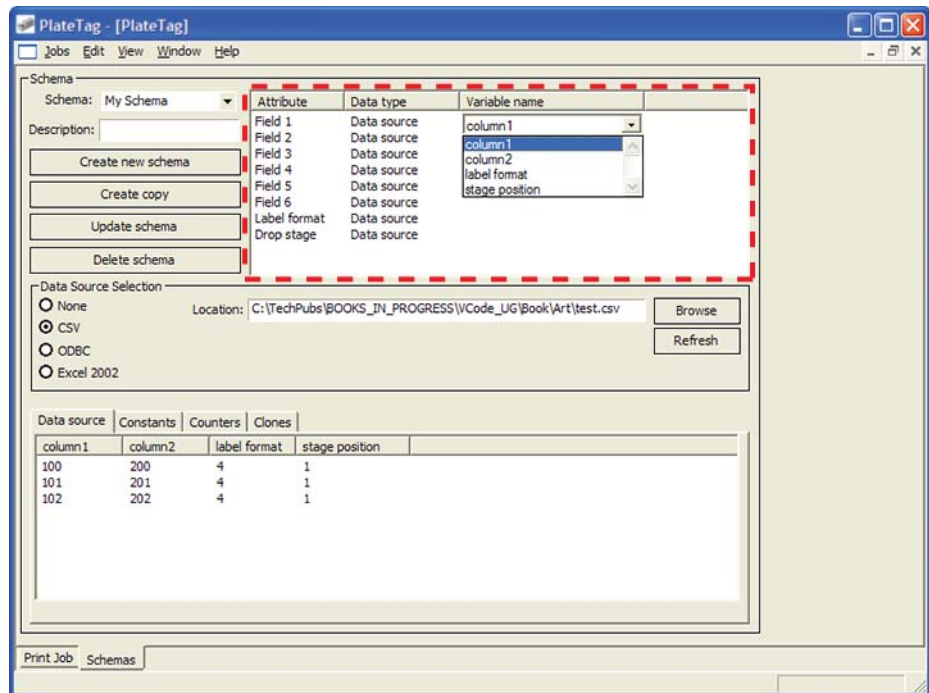 PlateTag - [PlateTag]
Jobs Edit View Window Help
Schema
Schema: My Schema
Description:
Create new schema
Create copy
Update schema
Delete schema
Attribute Data type Variable name
Field 1 Data source column1
Field 2 Data source column1
Field 3 Data source column2
Field 4 Data source label format
Field 5 Data source stage position
Field 6 Data source
Label format Data source
Drop stage Data source
Data Source Selection
None
CSV
ODBC
Excel 2002
Location: C:\TechPubs\BOOKS_IN_PROGRESS\VCode_UG\Book\Art\test.csv
Browse
Refresh
Data source Constants Counters Clones
column1 column2 label format stage position
100 200 4 1
101 201 4 1
102 202 4 1
Print Job Schemas